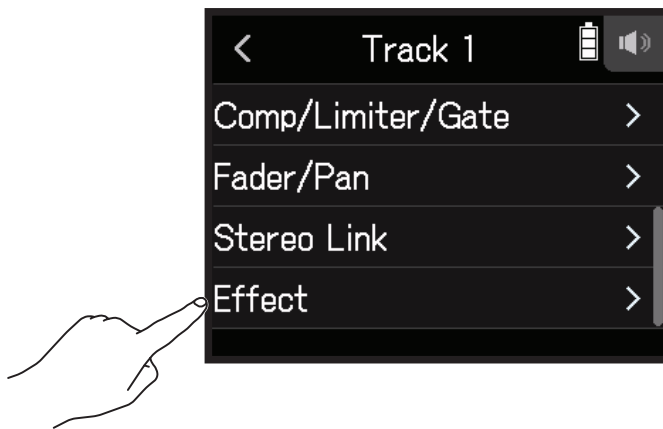 Track 1
Comp/Limiter/Gate
Fader/Pan
Stereo Link
Effect